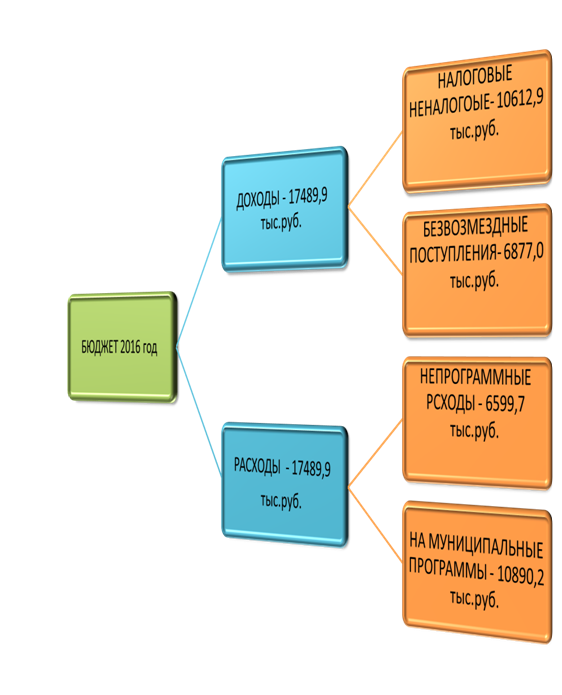 БЮДЖЕТ 2016 год
ДОХОДЫ - 17489,9
тыс.руб.
НАЛОГОВЫЕ
НЕНАЛОГОЫЕ- 10612,9
тыс.руб.
БЕЗВОЗМЕЗДНЫЕ
ПОСТУПЛЕНИЯ- 6877,0
тыс.руб.
РАСХОДЫ - 17489,9
тыс.руб.
НЕПРОГРАММНЫЕ
РСХОДЫ - 6599,7
тыс.руб.
НА МУНИЦИПАЛЬНЫЕ
ПРОГРАММЫ - 10890,2
тыс.руб.